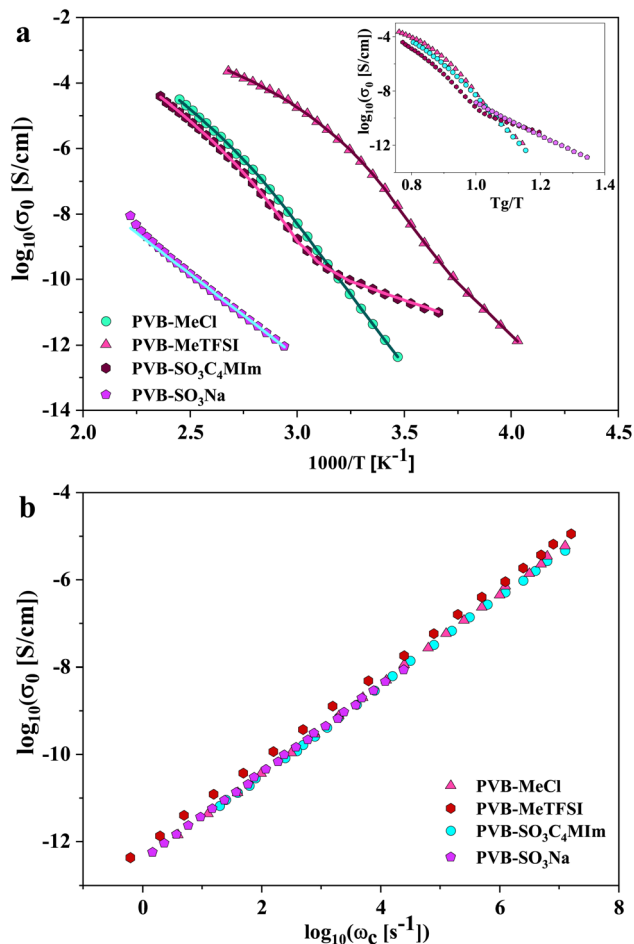 a
log₁₀(σ₀ [S/cm])
-2
-4
-6
-8
-10
-12
-14
2.0
2.5
3.0
3.5
4.0
4.5
1000/T [K⁻¹]
PVB-MeCl
PVB-MeTFSI
PVB-SO₃C₄MIm
PVB-SO₃Na
log₁₀(σ₀ [S/cm])
-4
-8
-12
0.8
1.0
1.2
1.4
Tg/T
b
log₁₀(σ₀ [S/cm])
-4
-6
-8
-10
-12
0
2
4
6
8
log₁₀(ωc [s⁻¹])
PVB-MeCl
PVB-MeTFSI
PVB-SO₃C₄MIm
PVB-SO₃Na